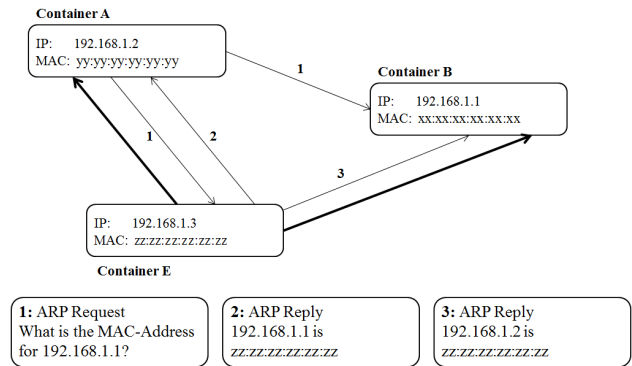 Container A
IP: 192.168.1.2
MAC: yy:yy:yy:yy:yy:yy
1
Container B
IP: 192.168.1.1
MAC: xx:xx:xx:xx:xx:xx
1
2
3
IP: 192.168.1.3
MAC: zz:zz:zz:zz:zz:zz
Container E
1: ARP Request
What is the MAC-Address
for 192.168.1.1?
2: ARP Reply
192.168.1.1 is
zz:zz:zz:zz:zz:zz
3: ARP Reply
192.168.1.2 is
zz:zz:zz:zz:zz:zz